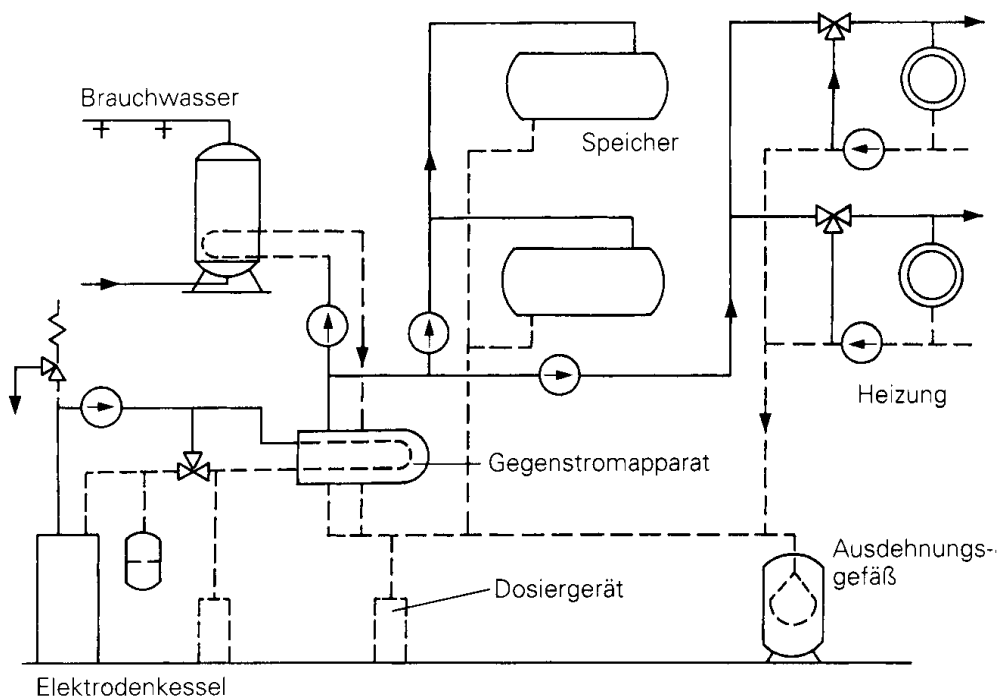 Brauchwasser
Speicher
Heizung
Gegenstromapparat
Ausdehnungs-
gefäß
Dosiergerät
Elektrodenkessel